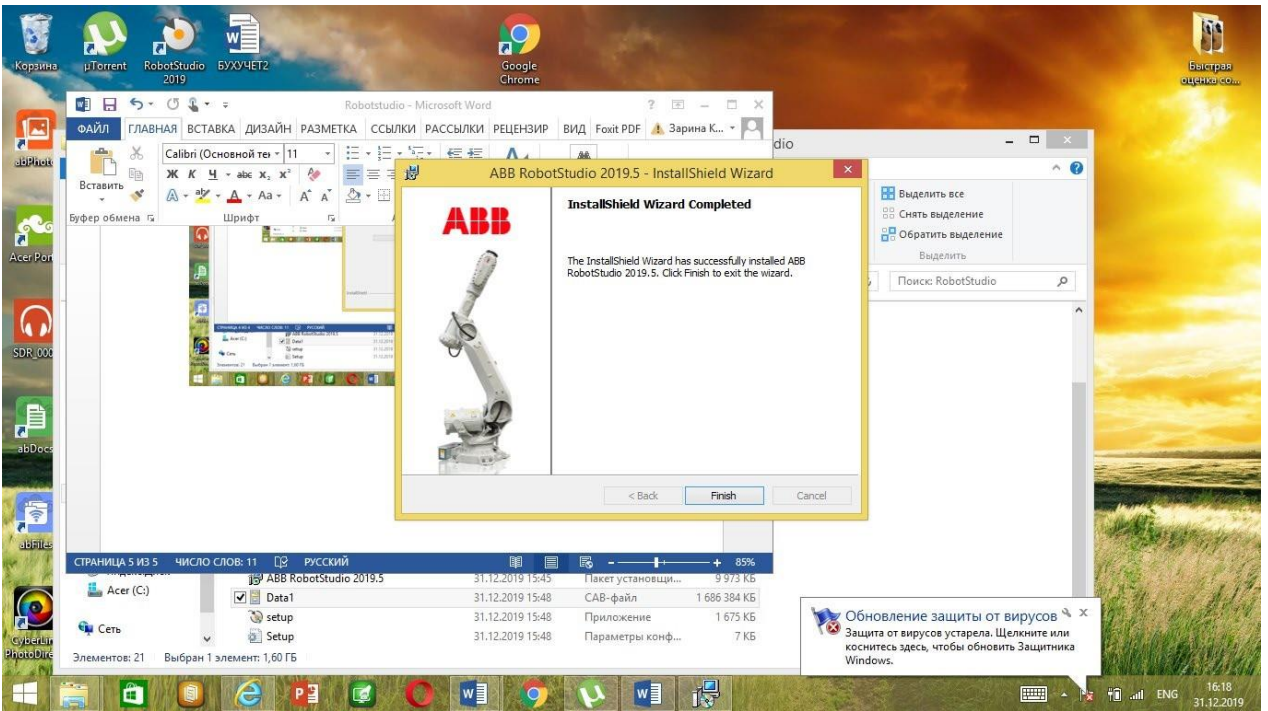 Корзина
µTorrent
RobotStudio
2019
БУХУЧЕТ2
Google
Chrome
Быстрая
оценка со...
abPhoto
Acer Por
SDR_000
abDocs
abFiles
CyberLin
PhotoDire
Robotstudio - Microsoft Word
ФАЙЛ ГЛАВНАЯ ВСТАВКА ДИЗАЙН РАЗМЕТКА ССЫЛКИ РАССЫЛКИ РЕЦЕНЗИР ВИД Foxit PDF Зарина К...
Calibri (Основной тек 11
Вставить
Ж К Ч abc x₂ x²
Aa
Буфер обмена
Шрифт
dio
Выделить все
Снять выделение
Обратить выделение
Выделить
Поиск: RobotStudio
ABB RobotStudio 2019.5 - InstallShield Wizard
ABB
InstallShield Wizard Completed
The InstallShield Wizard has successfully installed ABB
RobotStudio 2019.5. Click Finish to exit the wizard.
< Back Finish Cancel
СТРАНИЦА 5 ИЗ 5 ЧИСЛО СЛОВ: 11 РУССКИЙ 85%
Acer (C:)
Сеть
ABB RobotStudio 2019.5 31.12.2019 15:45 Пакет установщи... 9 973 КБ
Data1 31.12.2019 15:48 CAB-файл 1 686 384 КБ
setup 31.12.2019 15:48 Приложение 1 675 КБ
Setup 31.12.2019 15:48 Параметры конф... 7 КБ
Элементов: 21 Выбран 1 элемент: 1,60 ГБ
Обновление защиты от вирусов
Защита от вирусов устарела. Щелкните или
коснитесь здесь, чтобы обновить Защитника
Windows.
ENG
16:18
31.12.2019